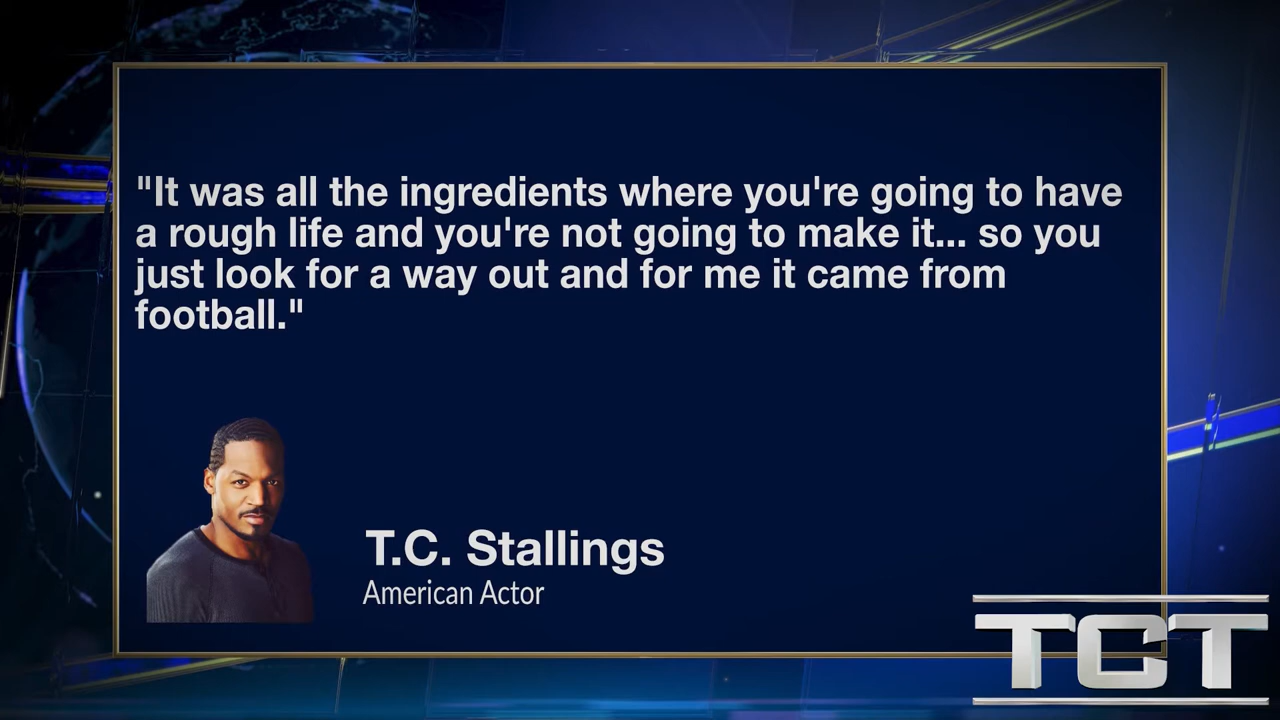 "It was all the ingredients where you're going to have
a rough life and you're not going to make it... so you
just look for a way out and for me it came from
football."
T.C. Stallings
American Actor
TCT